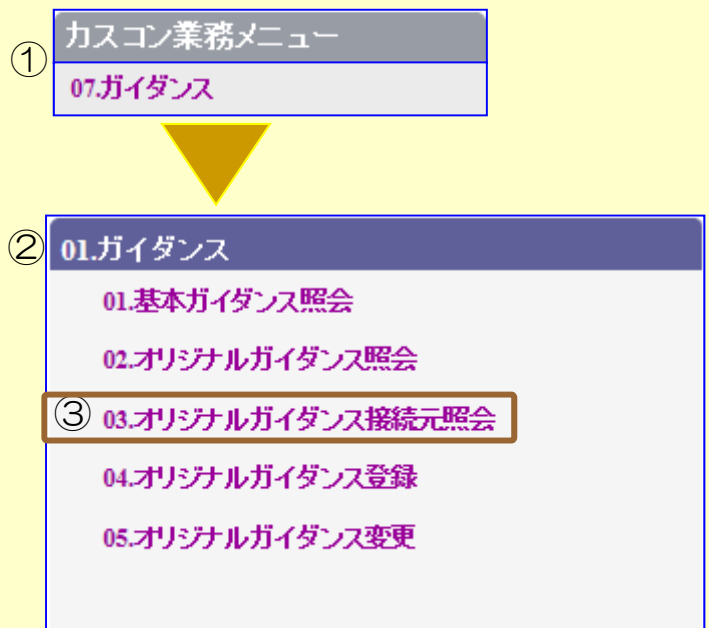 ①
カスコン業務メニュー
07.ガイダンス
②
01.ガイダンス
01.基本ガイダンス照会
02.オリジナルガイダンス照会
③
03.オリジナルガイダンス接続元照会
04.オリジナルガイダンス登録
05.オリジナルガイダンス変更